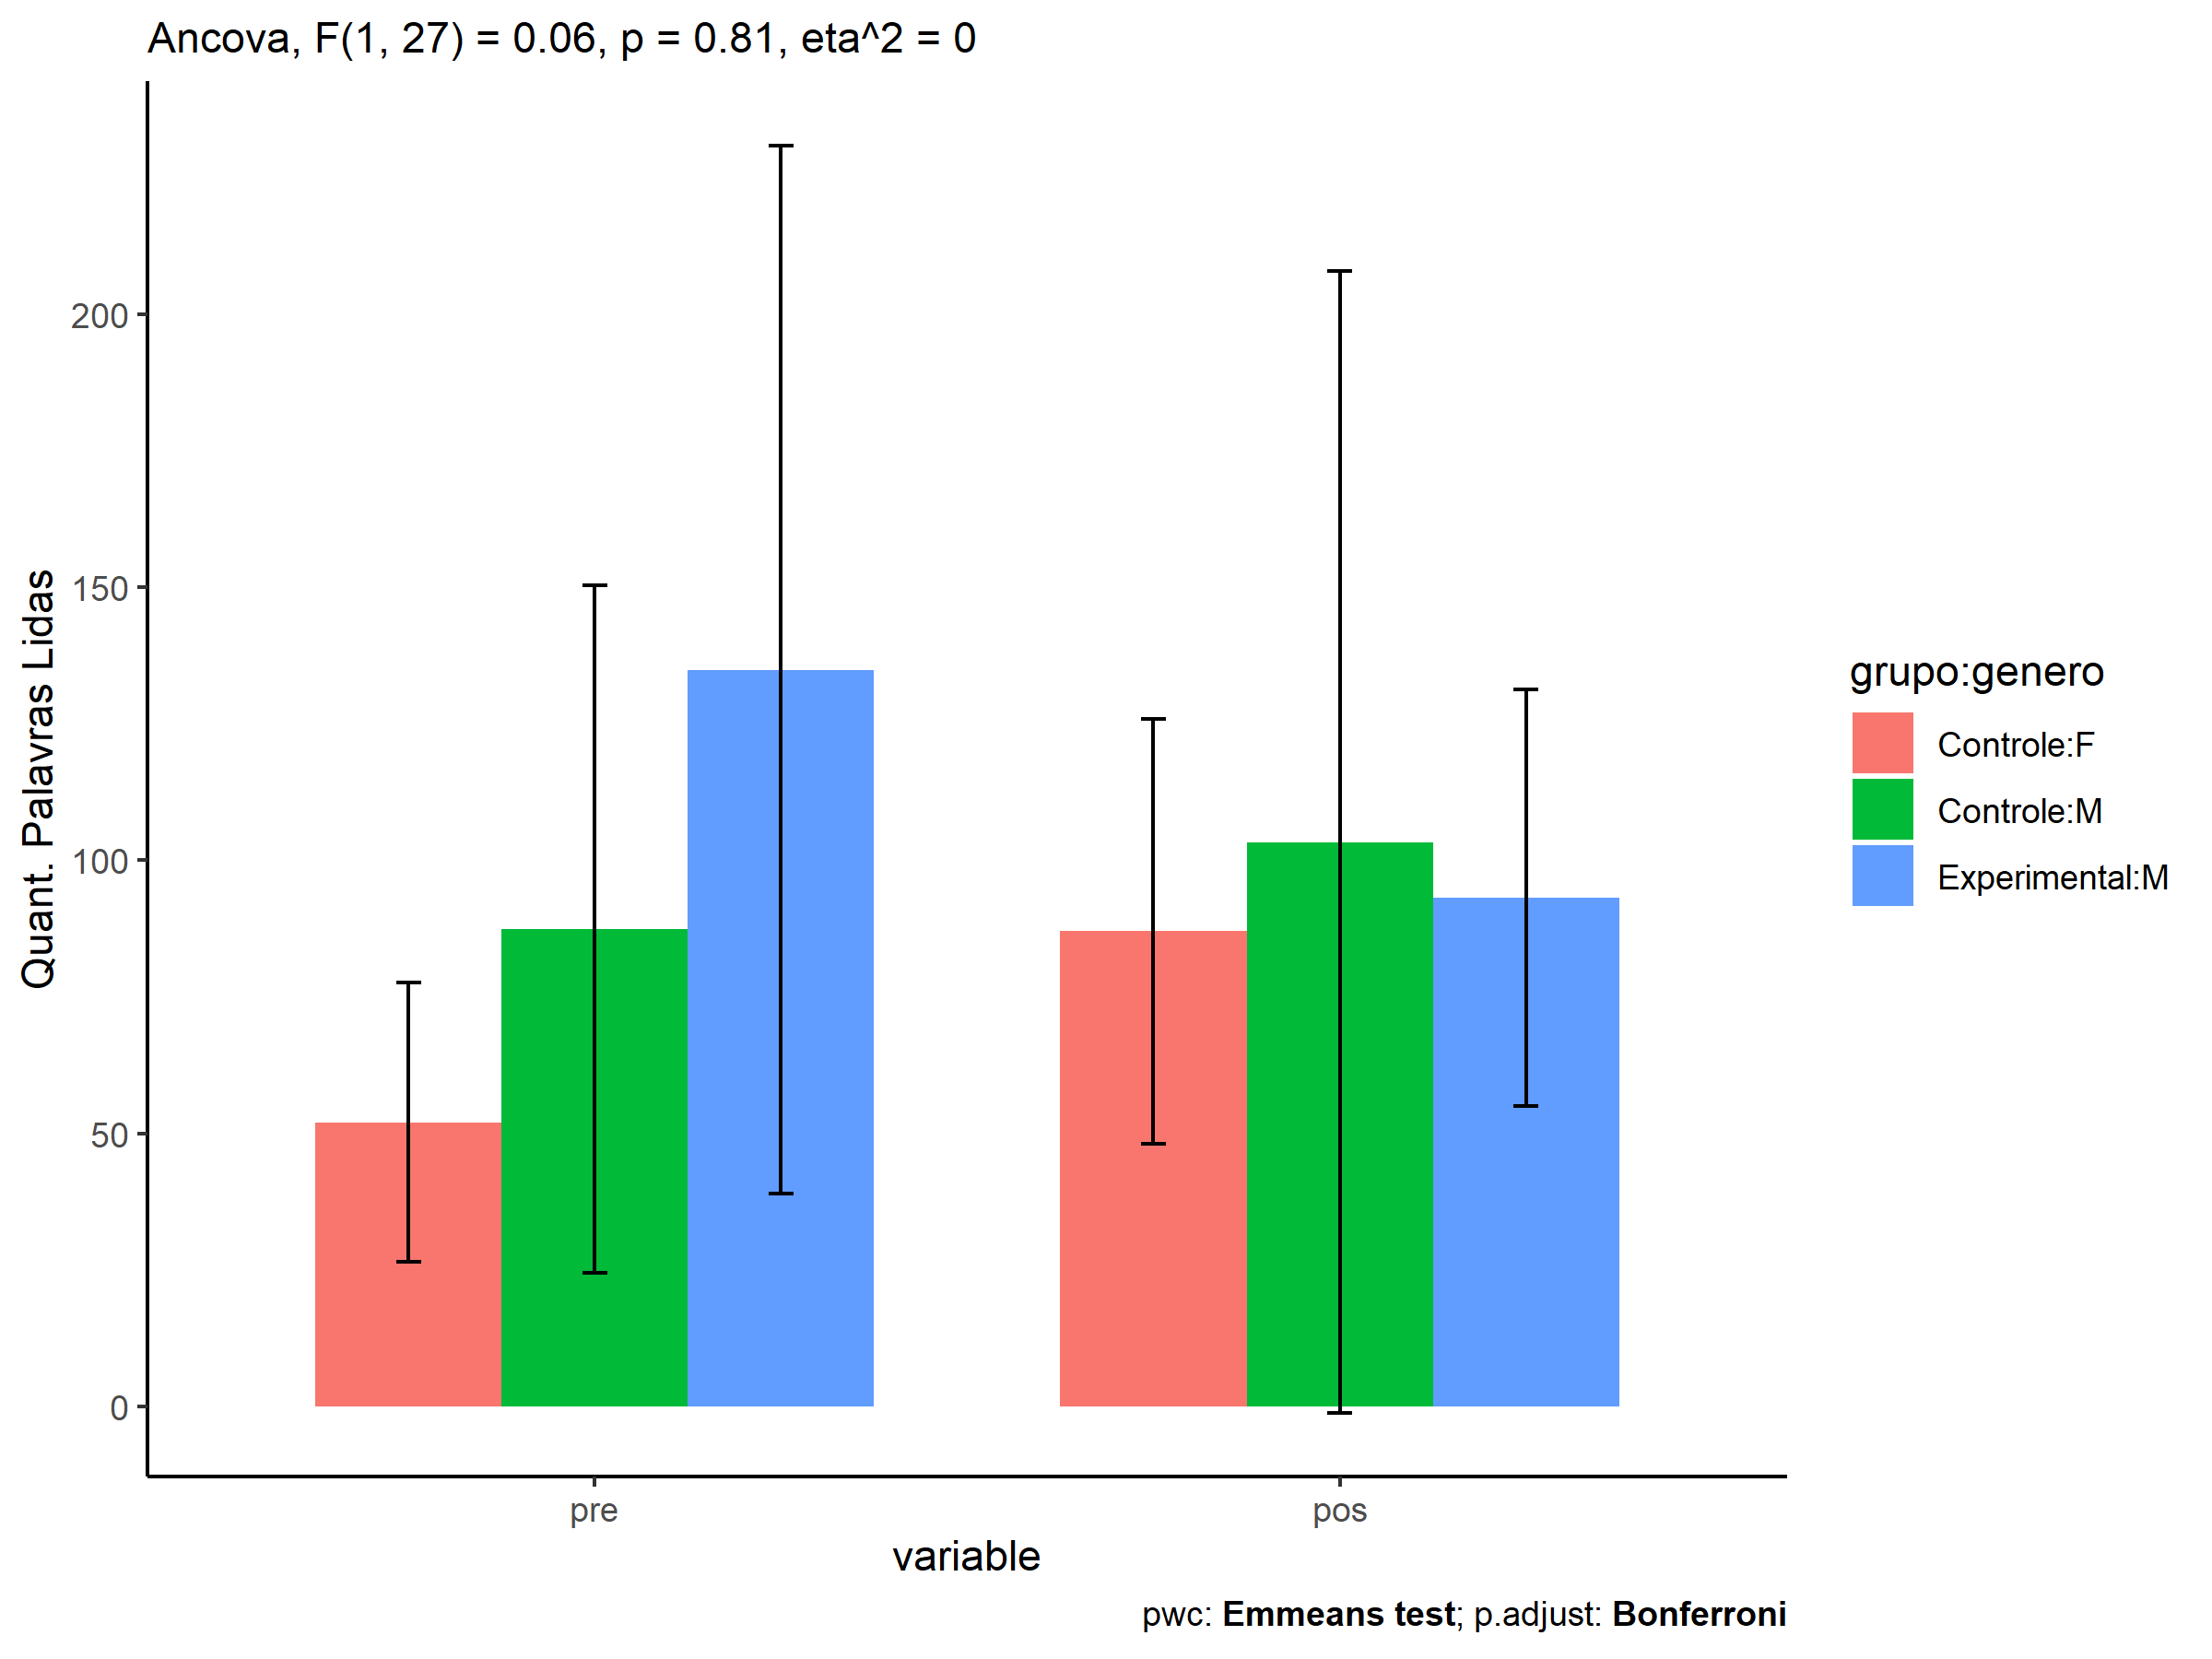 Ancova, F(1, 27) = 0.06, p = 0.81, eta^2 = 0
Quant. Palavras Lidas
200
150
100
50
0
pre
pos
variable
grupo:genero
Controle:F
Controle:M
Experimental:M
pwc: Emmeans test; p.adjust: Bonferroni